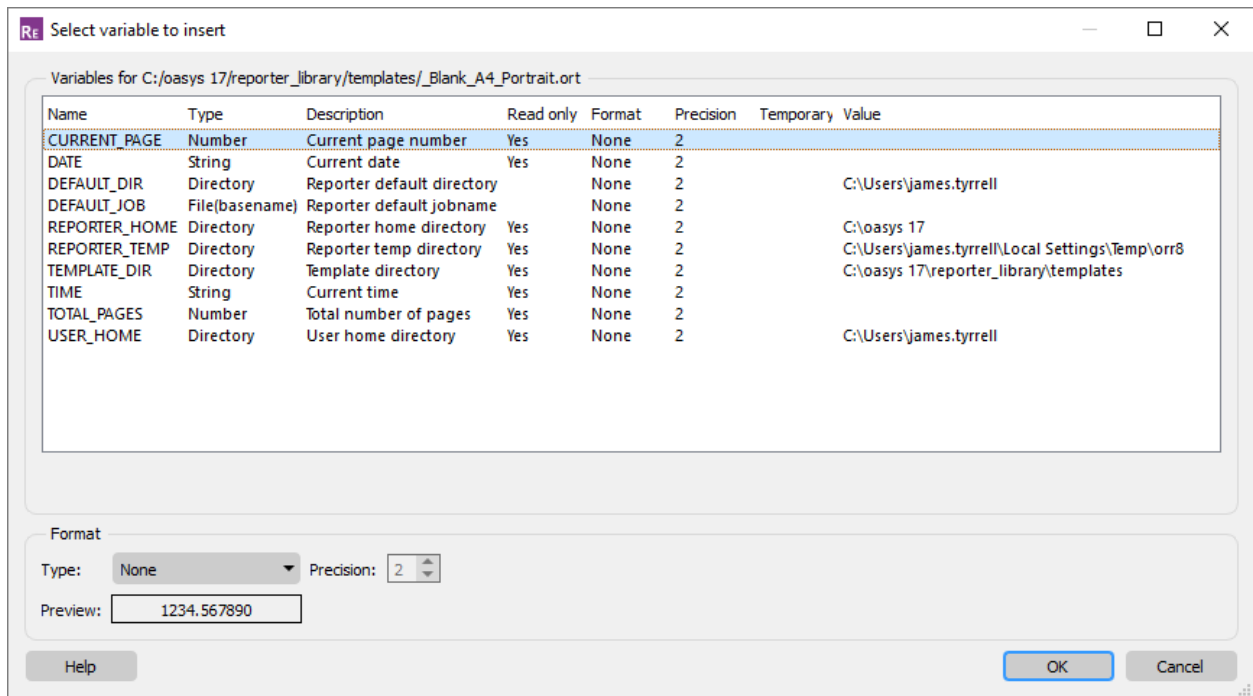 RE Select variable to insert
Variables for C:/oasys 17/reporter_library/templates/_Blank_A4_Portrait.ort
Name Type Description Read only Format Precision Temporary Value
CURRENT_PAGE Number Current page number Yes None 2
DATE String Current date Yes None 2
DEFAULT_DIR Directory Reporter default directory None 2 C:\Users\james.tyrrell
DEFAULT_JOB File(basename) Reporter default jobname None 2
REPORTER_HOME Directory Reporter home directory Yes None 2 C:\oasys 17
REPORTER_TEMP Directory Reporter temp directory Yes None 2 C:\Users\james.tyrrell\Local Settings\Temp\orr8
TEMPLATE_DIR Directory Template directory Yes None 2 C:\oasys 17\reporter_library\templates
TIME String Current time Yes None 2
TOTAL_PAGES Number Total number of pages Yes None 2
USER_HOME Directory User home directory Yes None 2 C:\Users\james.tyrrell
Format
Type: None Precision: 2
Preview: 1234.567890
Help OK Cancel